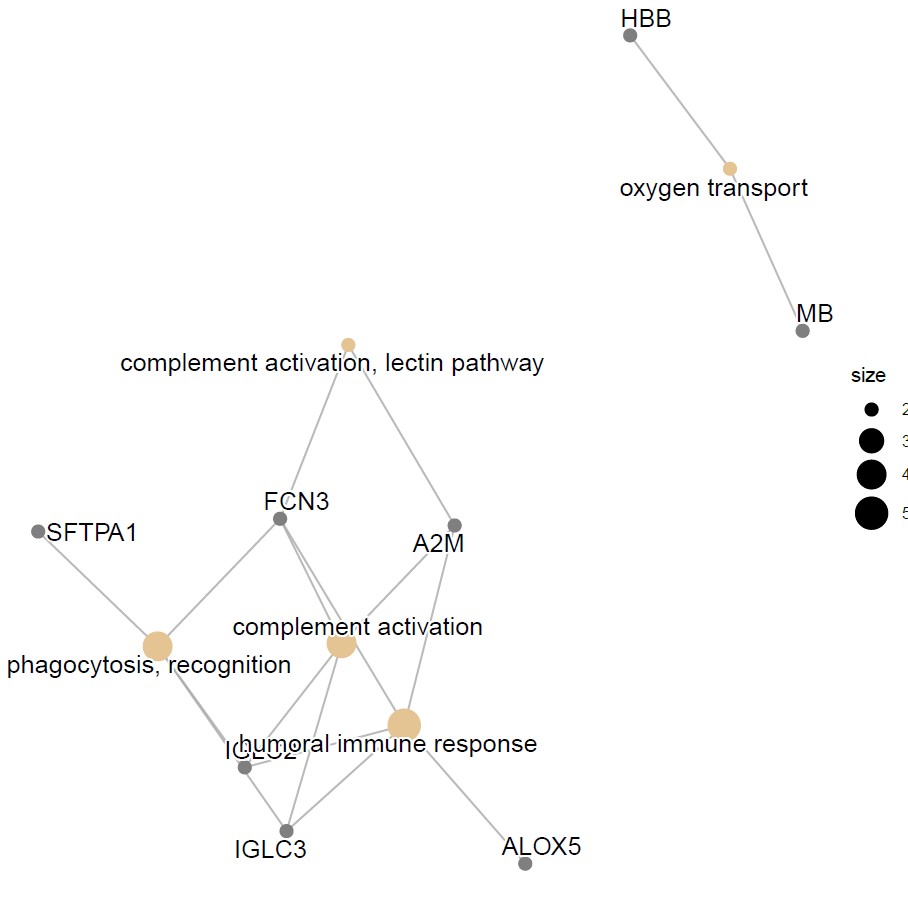 HBB
oxygen transport
MB
complement activation, lectin pathway
size
2
3
4
5
FCN3
SFTPA1
A2M
complement activation
phagocytosis, recognition
IGLC2
humoral immune response
IGLC3
ALOX5